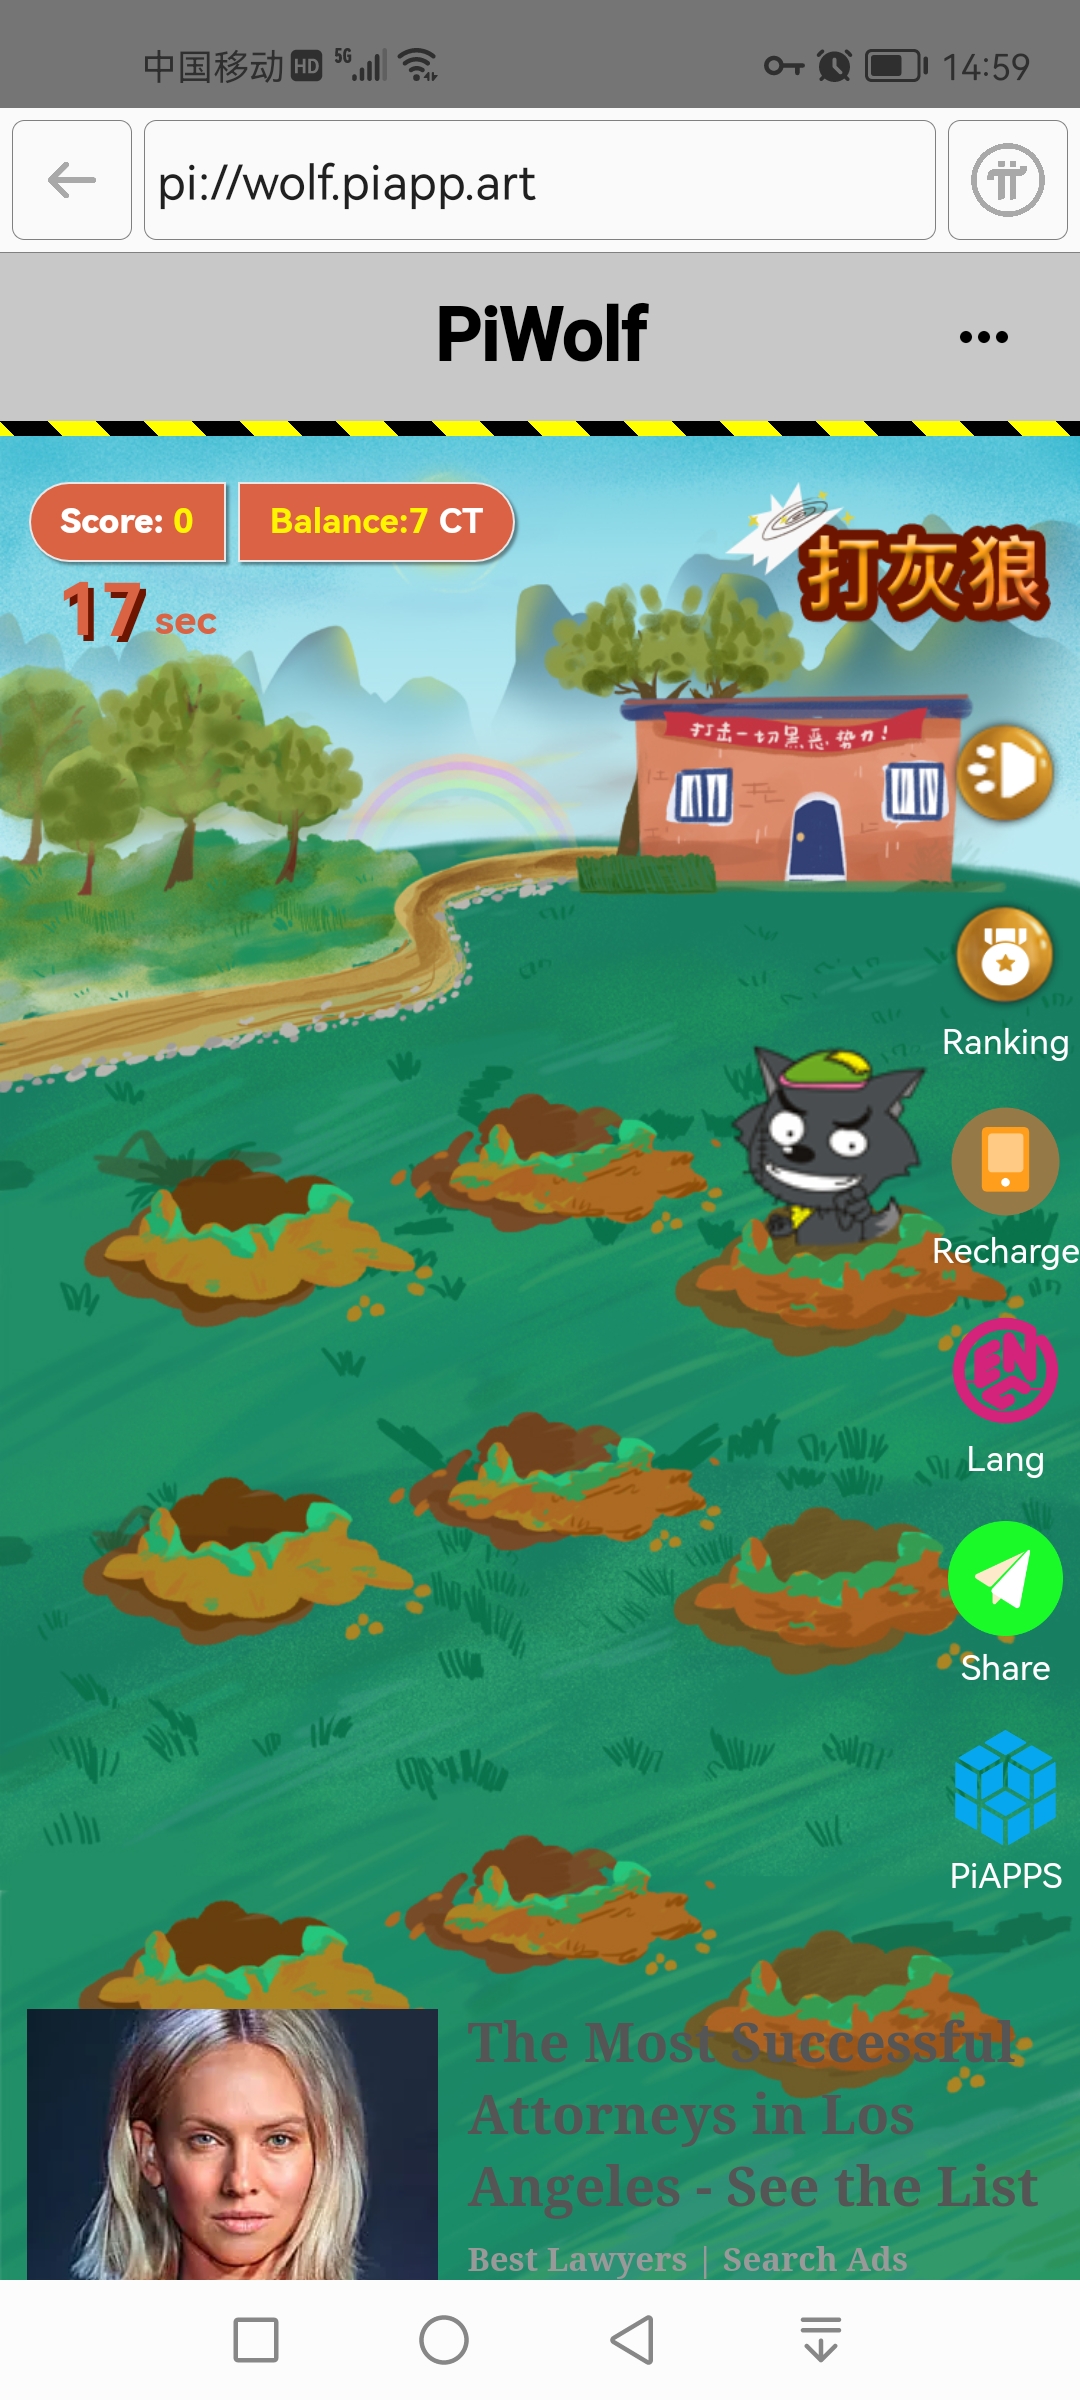 中国移动 HD 5G 14:59
pi://wolf.piapp.art
PiWolf
Score: 0 Balance:7 CT
打灰狼
17 sec
打击一切黑恶势力!
Ranking
Recharge
ENG
Lang
Share
PiAPPS
The Most Successful
Attorneys in Los
Angeles - See the List
Best Lawyers | Search Ads